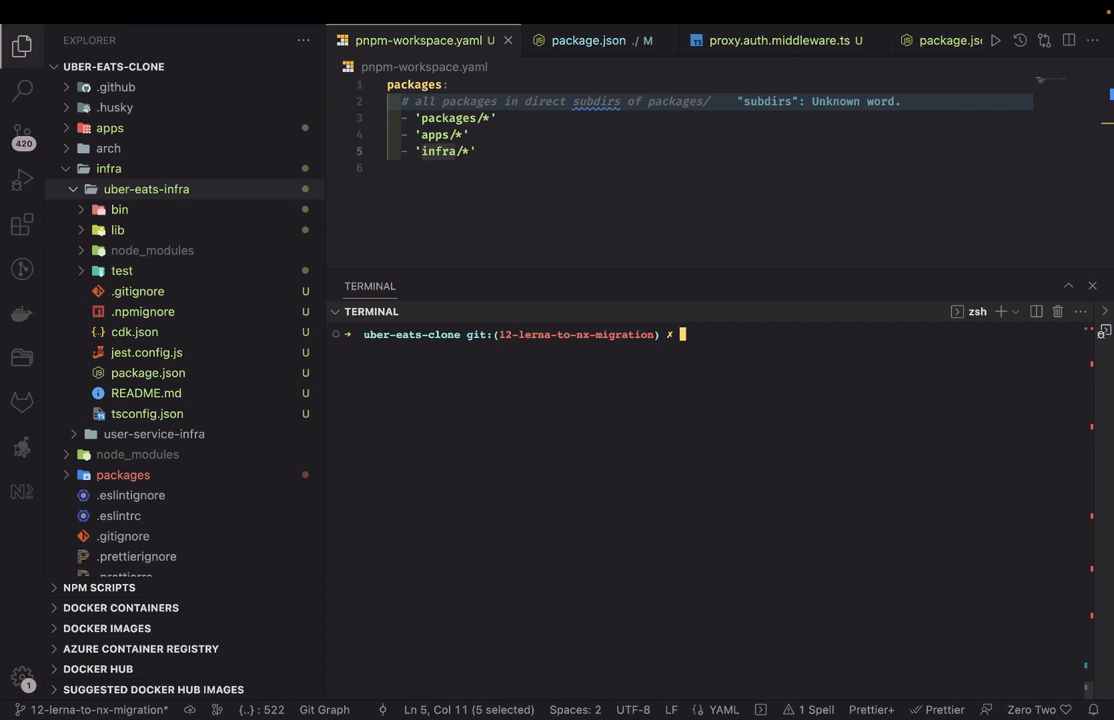 EXPLORER
UBER-EATS-CLONE
.github
.husky
apps
arch
infra
uber-eats-infra
bin
lib
node_modules
test
.gitignore U
.npmignore U
cdk.json U
jest.config.js U
package.json U
README.md U
tsconfig.json U
user-service-infra
node_modules
packages
.eslintignore
.eslintrc
.gitignore
.prettierignore
NPM SCRIPTS
DOCKER CONTAINERS
DOCKER IMAGES
AZURE CONTAINER REGISTRY
DOCKER HUB
SUGGESTED DOCKER HUB IMAGES
420
1
pnpm-workspace.yaml U
package.json ./ M
proxy.auth.middleware.ts U
package.jsc
pnpm-workspace.yaml
1 packages:
2 # all packages in direct subdirs of packages/ "subdirs": Unknown word.
3 - 'packages/*'
4 - 'apps/*'
5 - 'infra/*'
6
TERMINAL
TERMINAL
zsh
➜ uber-eats-clone git:(12-lerna-to-nx-migration) ✗
12-lerna-to-nx-migration* {..} : 522 Git Graph Ln 5, Col 11 (5 selected) Spaces: 2 UTF-8 LF YAML 1 Spell Prettier+ Prettier Zero Two